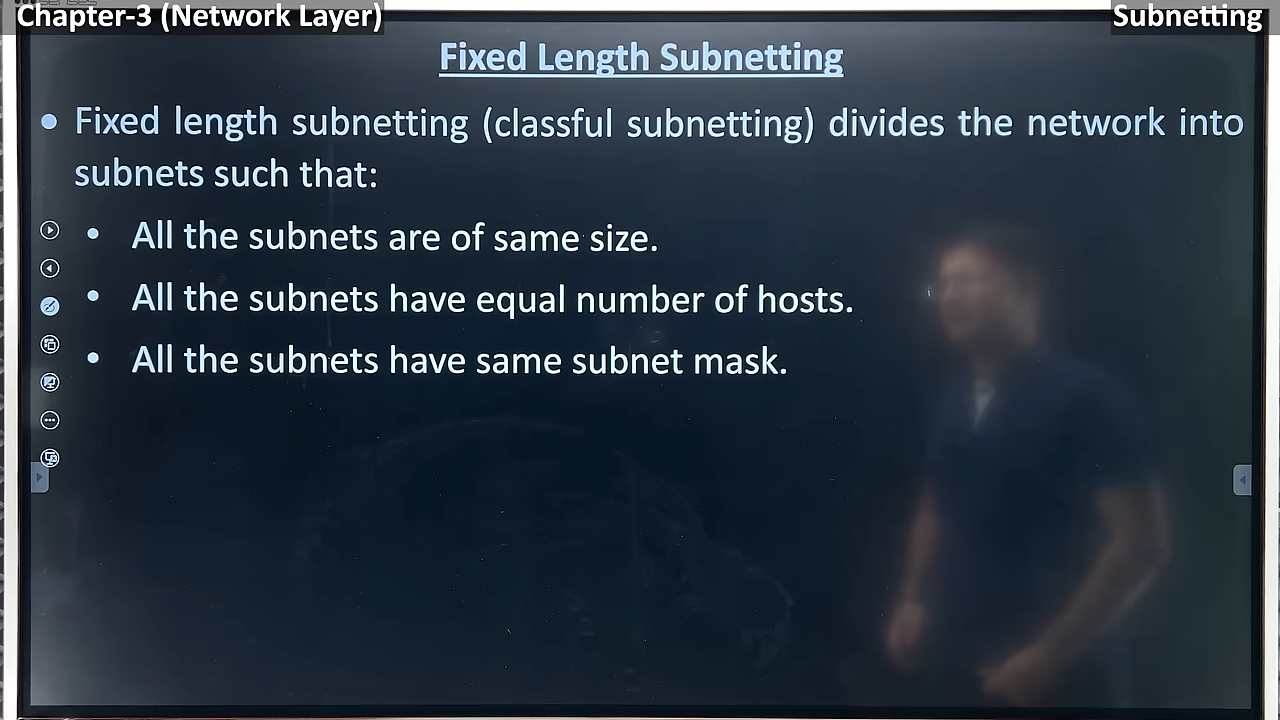 Chapter-3 (Network Layer)
Subnetting
Fixed Length Subnetting
• Fixed length subnetting (classful subnetting) divides the network into
subnets such that:
• All the subnets are of same size.
• All the subnets have equal number of hosts.
• All the subnets have same subnet mask.